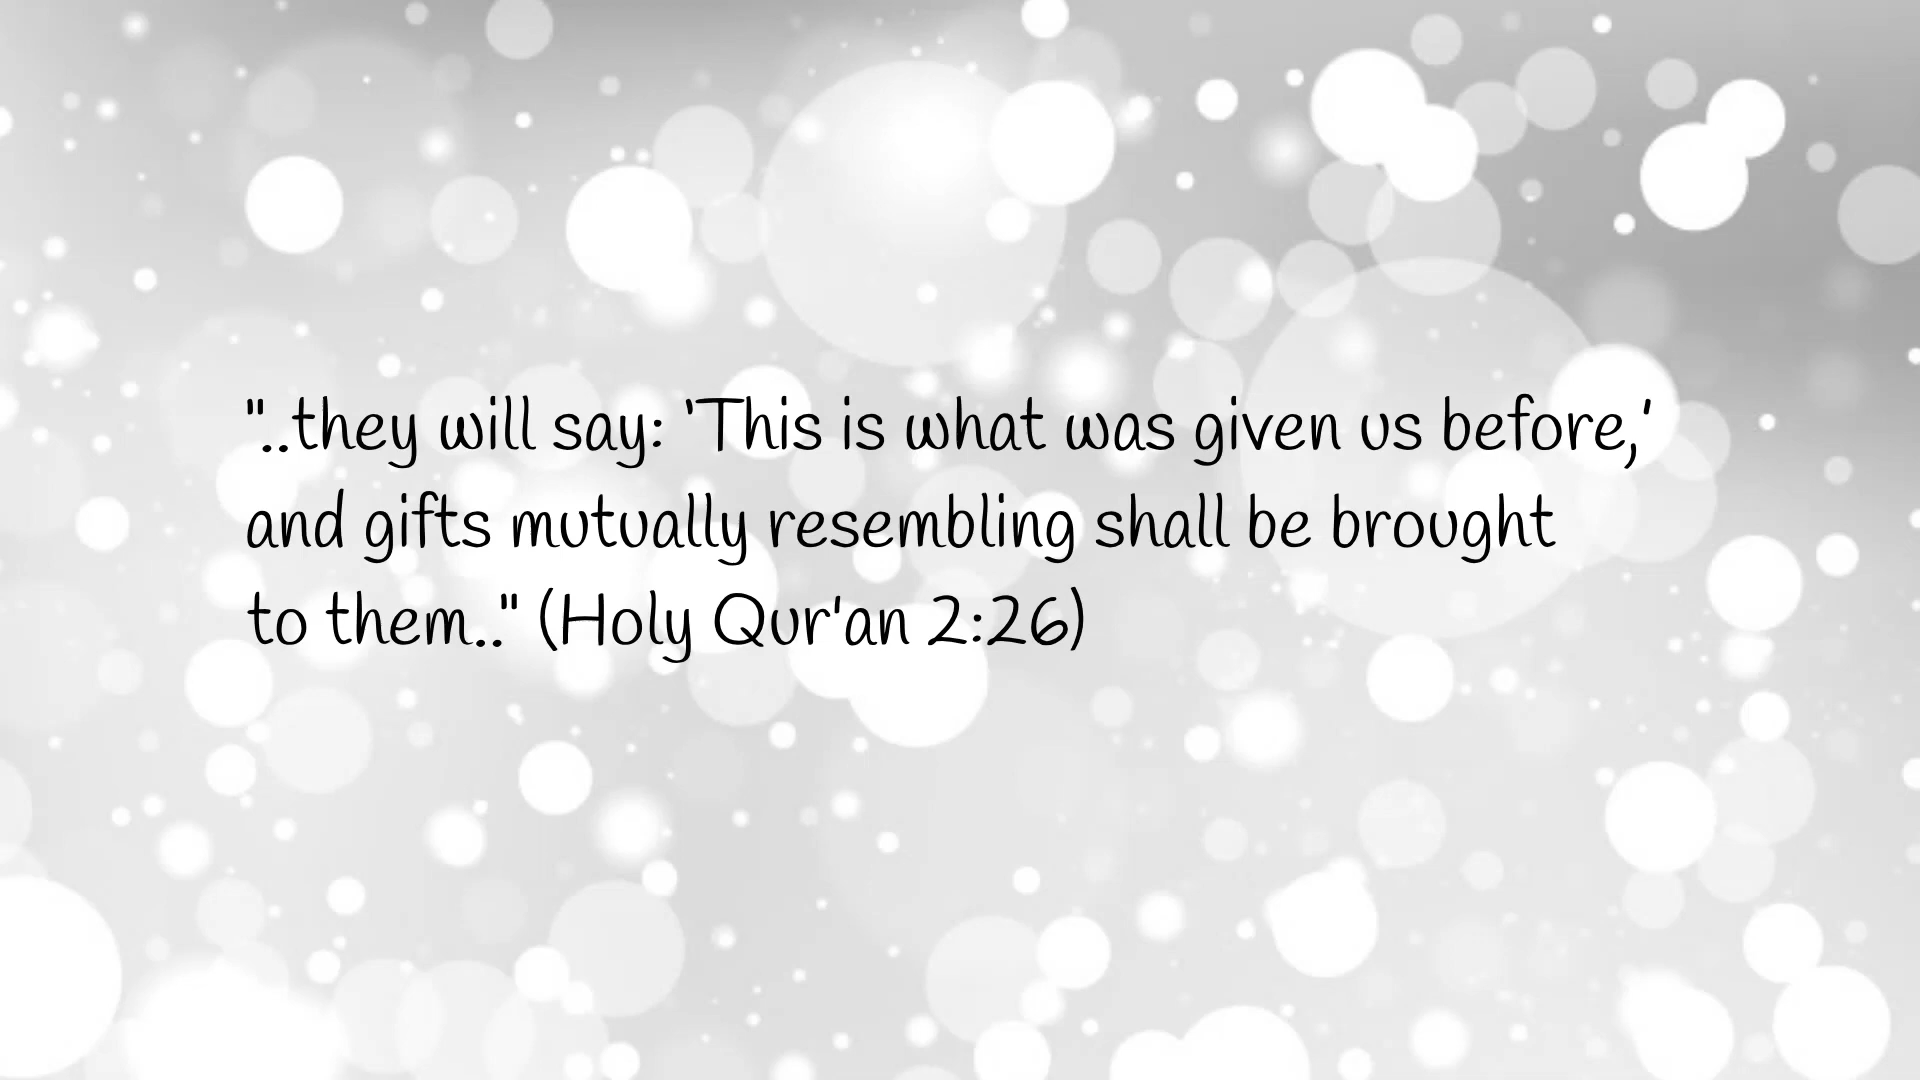 "..they will say: 'This is what was given us before,'
and gifts mutually resembling shall be brought
to them.." (Holy Qur'an 2:26)